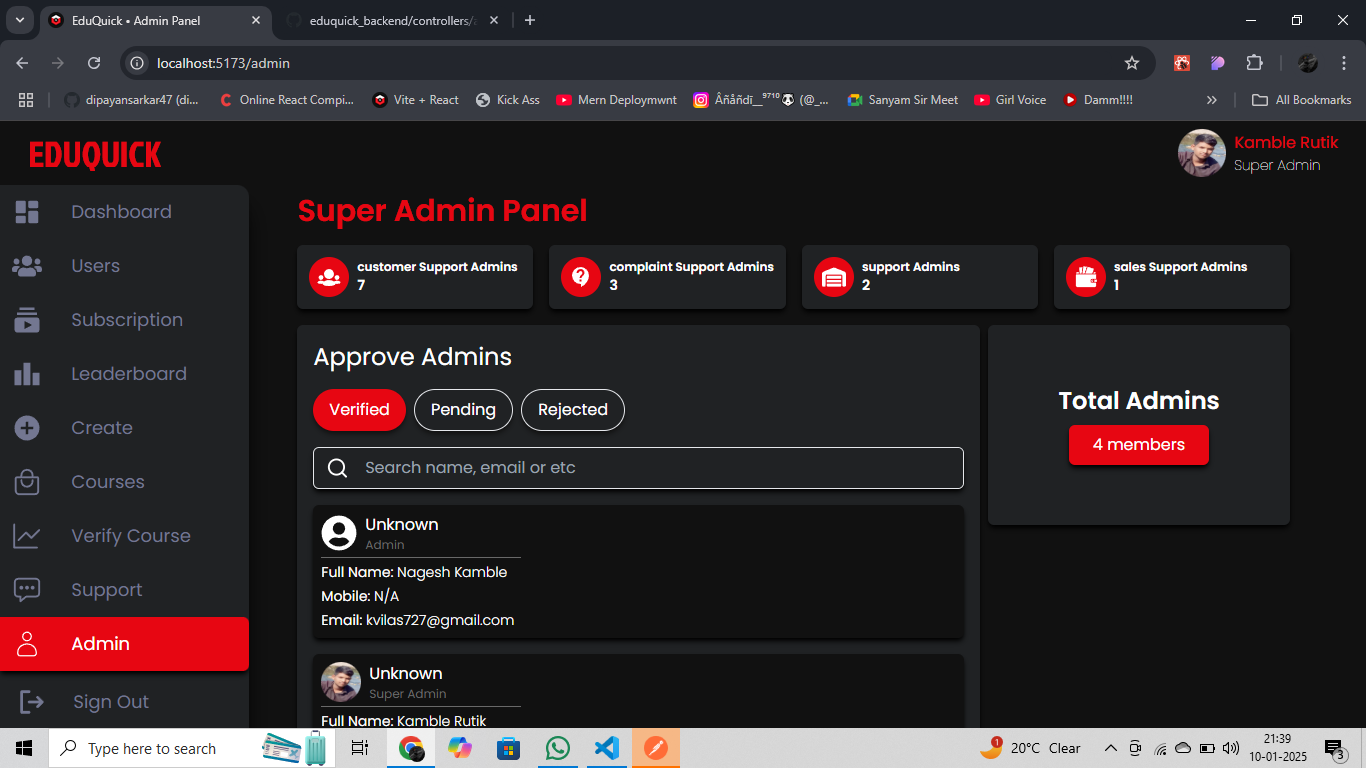 EduQuick • Admin Panel
eduquick_backend/controllers/
localhost:5173/admin
dipayansarkar47 (di...
Online React Compi...
Vite + React
Kick Ass
Mern Deploymwnt
Sanyam Sir Meet
Girl Voice
Damm!!!!
All Bookmarks
EDUQUICK
Kamble Rutik
Super Admin
Dashboard
Users
Subscription
Leaderboard
Create
Courses
Verify Course
Support
Admin
Sign Out
Super Admin Panel
customer Support Admins
7
complaint Support Admins
3
support Admins
2
sales Support Admins
1
Approve Admins
Verified
Pending
Rejected
Search name, email or etc
Unknown
Admin
Full Name: Nagesh Kamble
Mobile: N/A
Email: kvilas727@gmail.com
Unknown
Super Admin
Full Name: Kamble Rutik
Total Admins
4 members
Type here to search
1
20°C Clear
21:39
10-01-2025
3